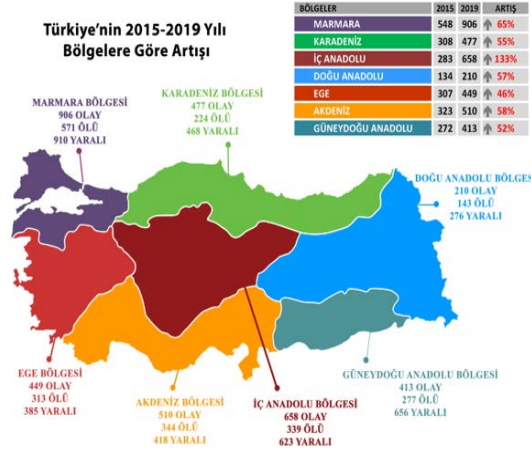 Türkiye'nin 2015-2019 Yılı
Bölgelere Göre Artışı
BÖLGELER 2015 2019 ARTIŞ
MARMARA 548 906 65%
KARADENİZ 308 477 55%
İÇ ANADOLU 283 658 133%
DOĞU ANADOLU 134 210 57%
EGE 307 449 46%
AKDENİZ 323 510 58%
GÜNEYDOĞU ANADOLU 272 413 52%
MARMARA BÖLGESİ
906 OLAY
571 ÖLÜ
910 YARALI
KARADENİZ BÖLGESİ
477 OLAY
224 ÖLÜ
468 YARALI
DOĞU ANADOLU BÖLGES
210 OLAY
143 ÖLÜ
276 YARALI
EGE BÖLGESİ
449 OLAY
313 ÖLÜ
385 YARALI
AKDENİZ BÖLGESİ
510 OLAY
344 ÖLÜ
418 YARALI
İÇ ANADOLU BÖLGESİ
658 OLAY
339 ÖLÜ
623 YARALI
GÜNEYDOĞU ANADOLU BÖLGESİ
413 OLAY
277 ÖLÜ
656 YARALI